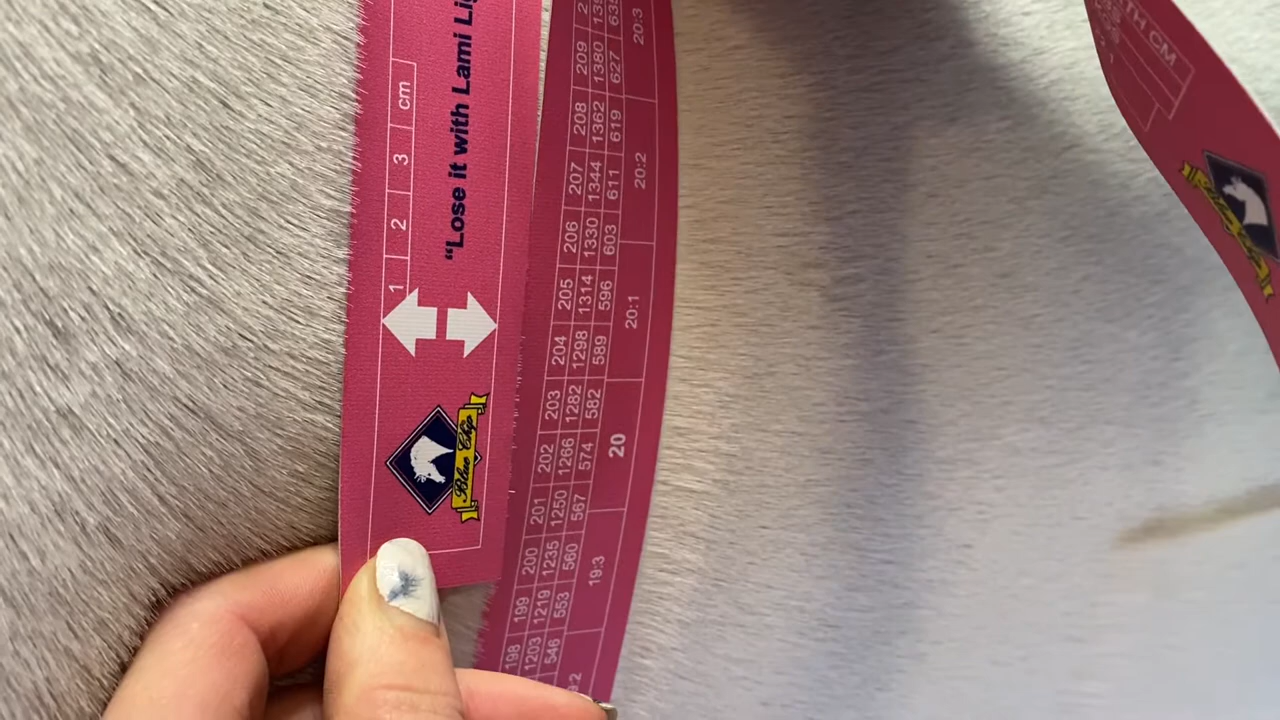 1 2 3 cm
"Lose it with Lami Li
Blue Chip
198 199 200 201 202 203 204 205 206 207 208 209
1203 1219 1235 1250 1266 1282 1298 1314 1330 1344 1362 1380
546 553 560 567 574 582 589 596 603 611 619 627
19:3 20 20:1 20:2 20:3
TH CM